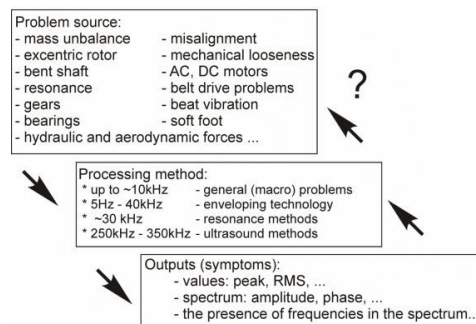 Problem source:
- mass unbalance - misalignment
- excentric rotor - mechanical looseness
- bent shaft - AC, DC motors
- resonance - belt drive problems
- gears - beat vibration
- bearings - soft foot
- hydraulic and aerodynamic forces ...
?
Processing method:
* up to ~10kHz - general (macro) problems
* 5Hz - 40kHz - enveloping technology
* ~30 kHz - resonance methods
* 250kHz - 350kHz - ultrasound methods
Outputs (symptoms):
- values: peak, RMS, ...
- spectrum: amplitude, phase, ...
- the presence of frequencies in the spectrum...